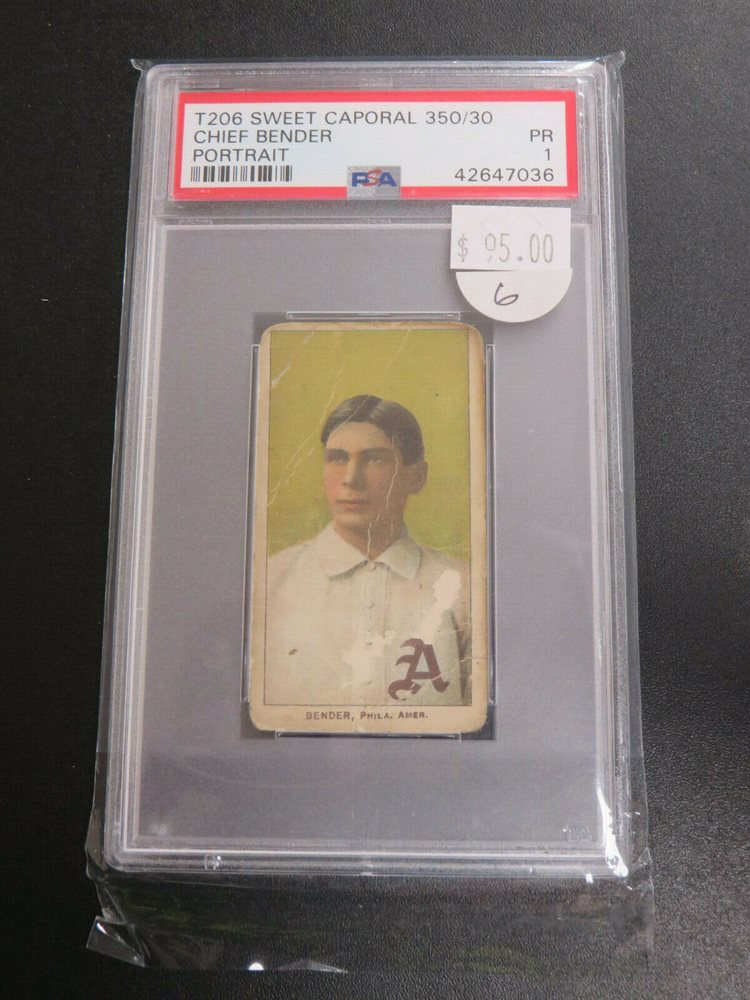 T206 SWEET CAPORAL 350/30
CHIEF BENDER PR
PORTRAIT 1
PSA 42647036
$ 95.00
6
A
BENDER, PHILA. AMER.